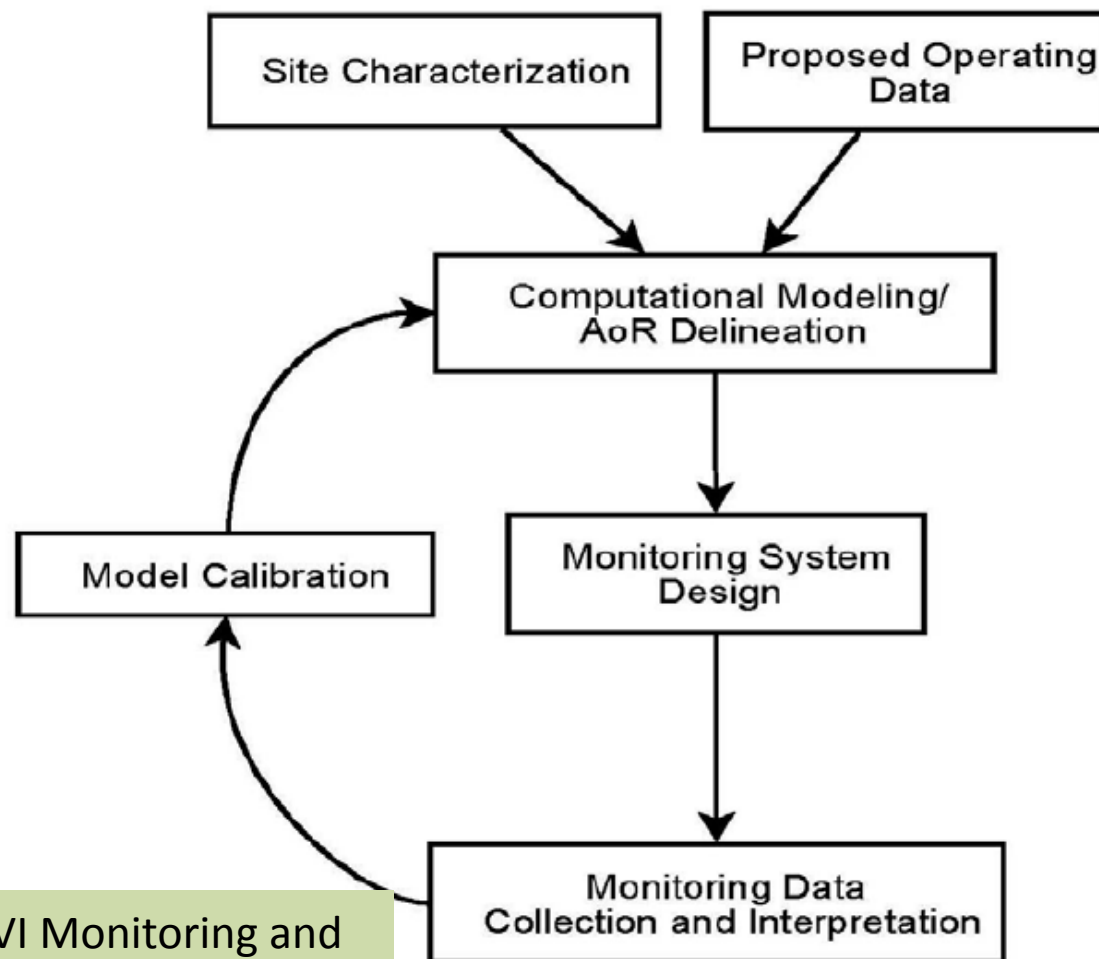 Site Characterization
Proposed Operating
Data
Computational Modeling/
AoR Delineation
Monitoring System
Design
Model Calibration
Monitoring Data
Collection and Interpretation
VI Monitoring and